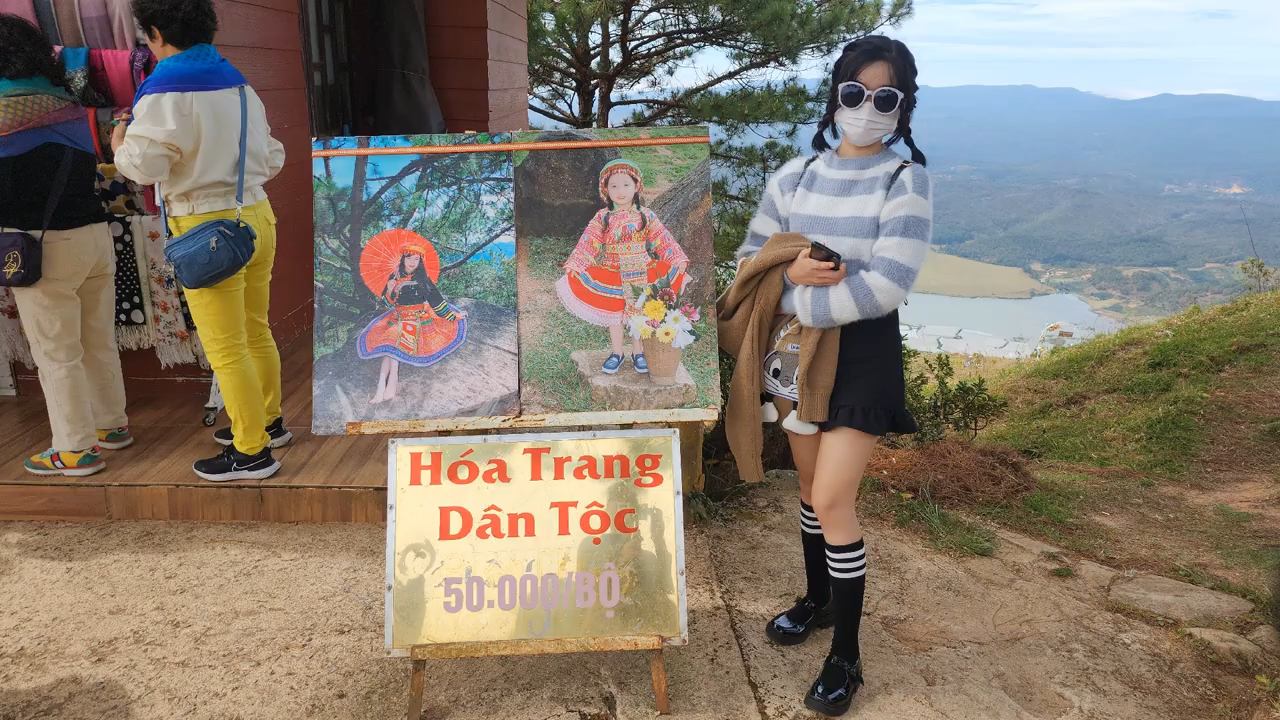 Hóa Trang
Dân Tộc
50.000/BỘ